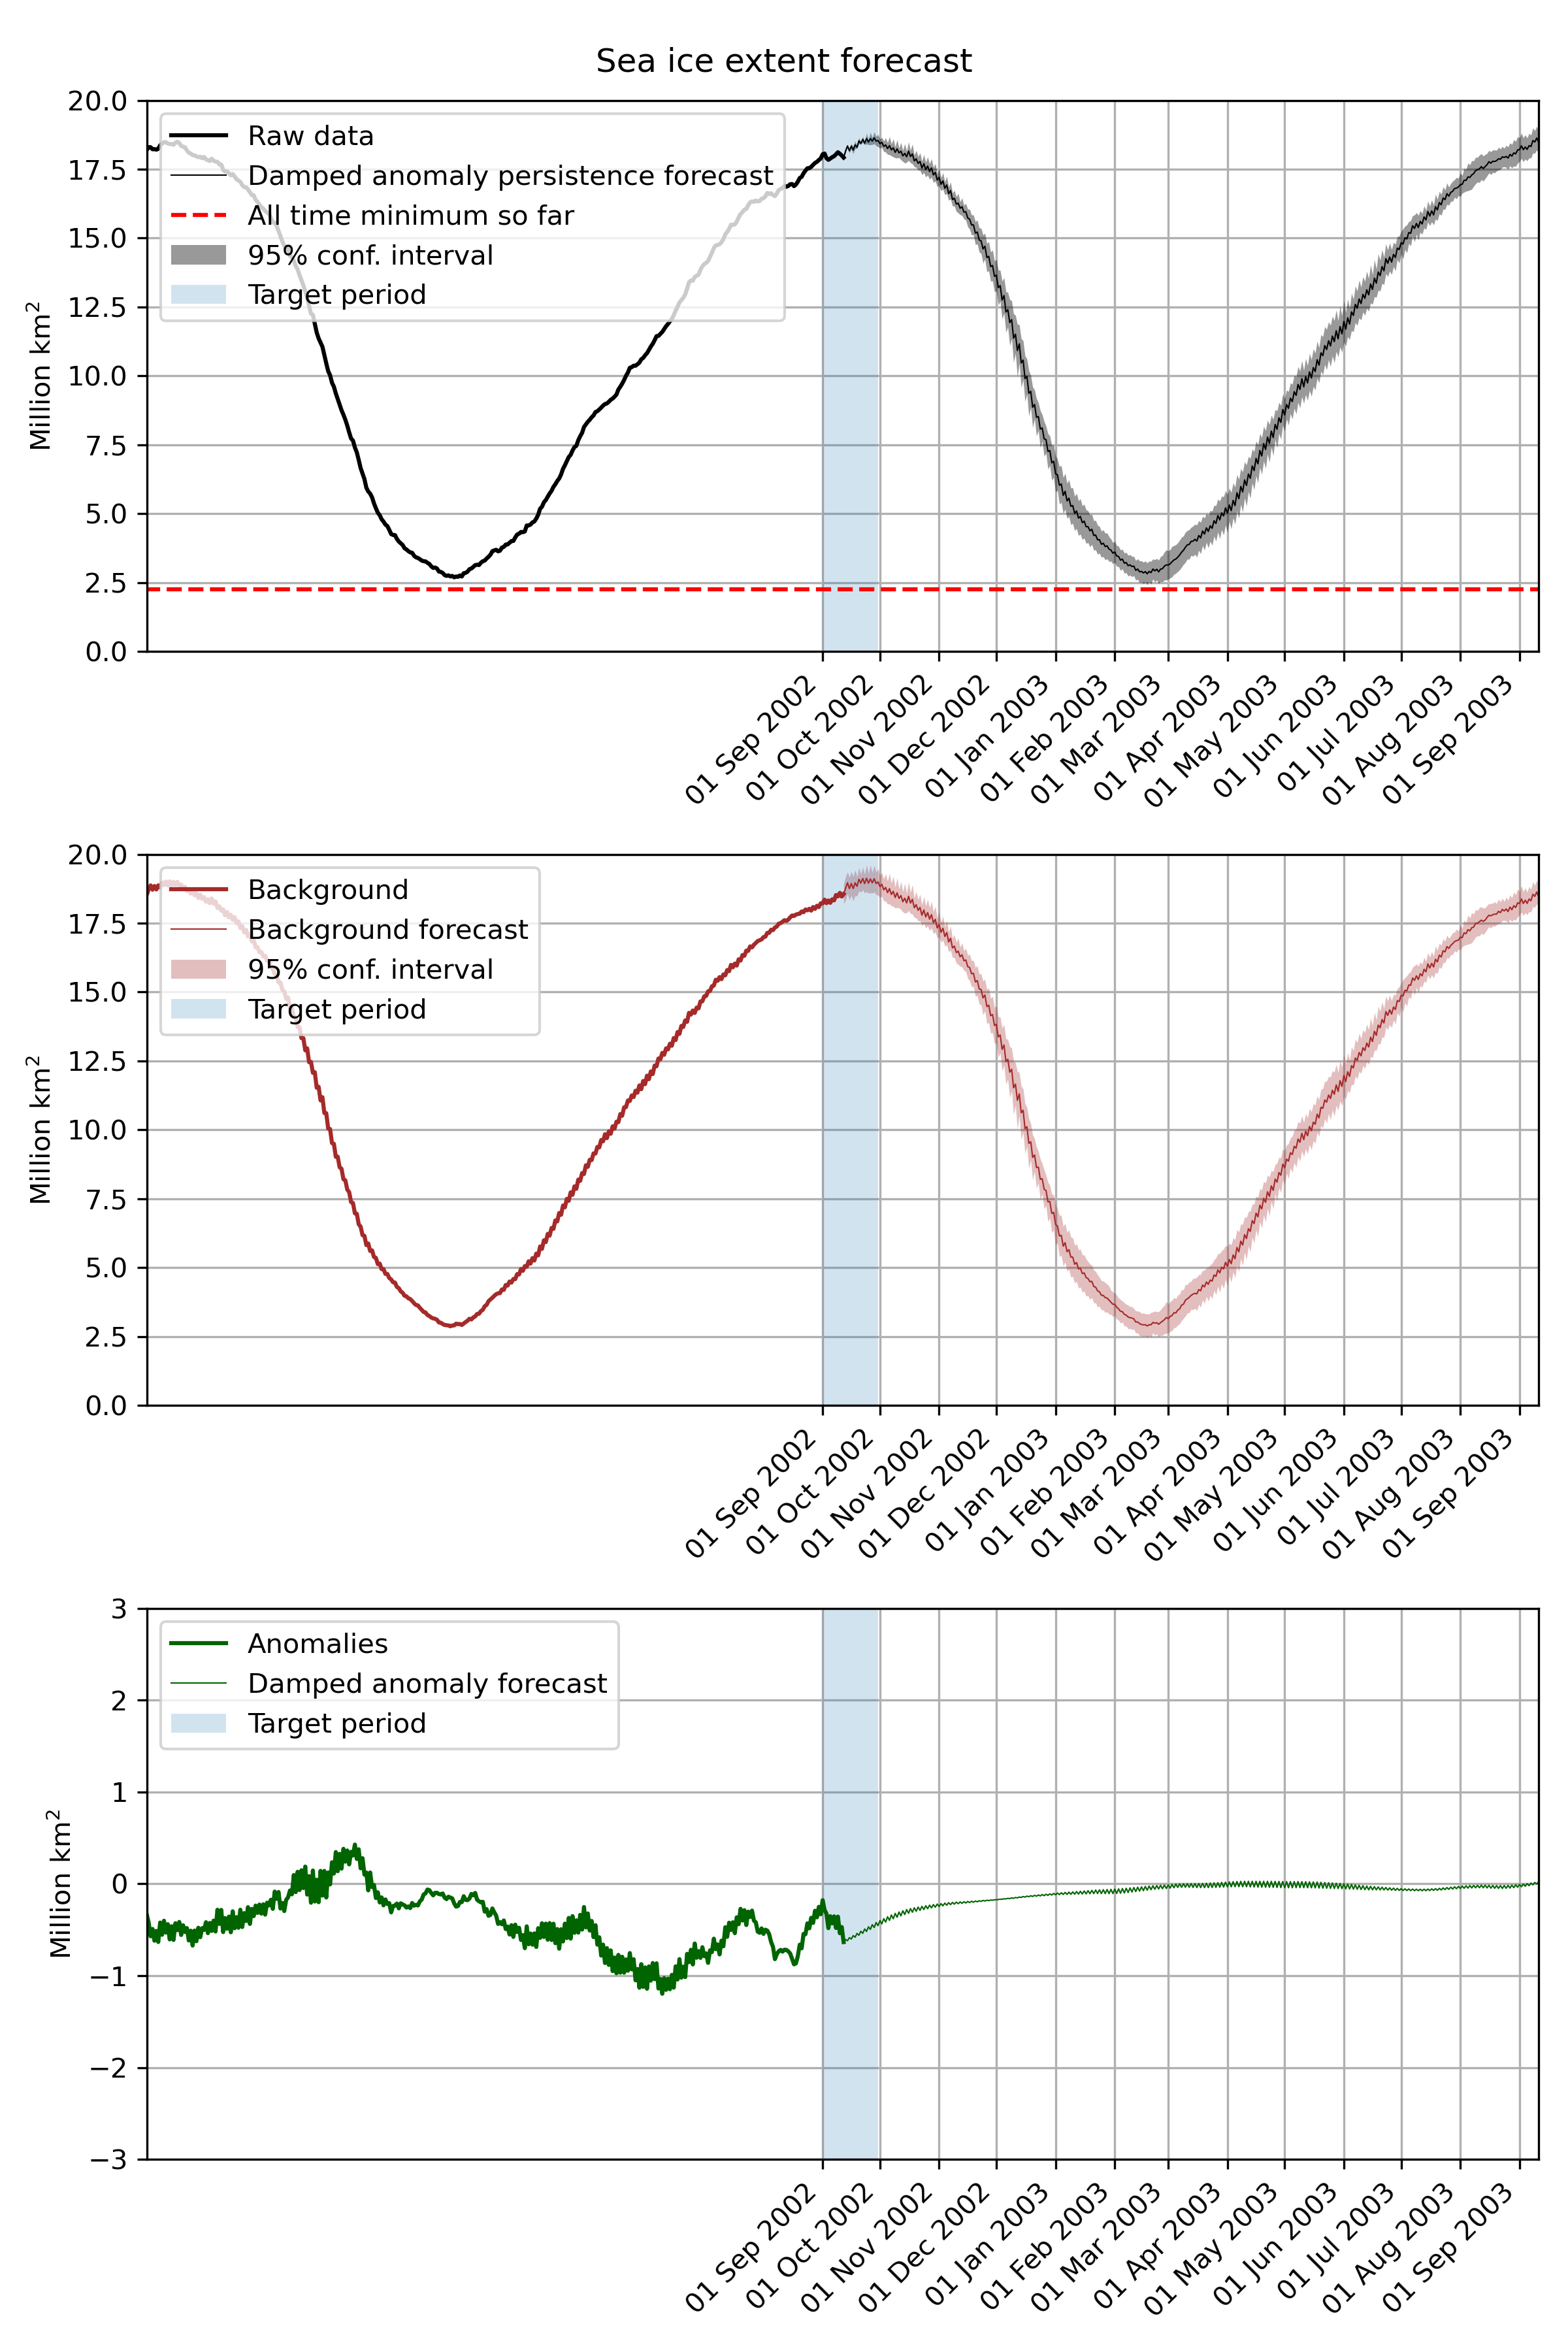 Sea ice extent forecast
20.0
17.5
15.0
12.5
10.0
7.5
5.0
2.5
0.0
Million km²
Raw data
Damped anomaly persistence forecast
All time minimum so far
95% conf. interval
Target period
01 Sep 2002
01 Oct 2002
01 Nov 2002
01 Dec 2002
01 Jan 2003
01 Feb 2003
01 Mar 2003
01 Apr 2003
01 May 2003
01 Jun 2003
01 Jul 2003
01 Aug 2003
01 Sep 2003
20.0
17.5
15.0
12.5
10.0
7.5
5.0
2.5
0.0
Million km²
Background
Background forecast
95% conf. interval
Target period
01 Sep 2002
01 Oct 2002
01 Nov 2002
01 Dec 2002
01 Jan 2003
01 Feb 2003
01 Mar 2003
01 Apr 2003
01 May 2003
01 Jun 2003
01 Jul 2003
01 Aug 2003
01 Sep 2003
3
2
1
0
−1
−2
−3
Million km²
Anomalies
Damped anomaly forecast
Target period
01 Sep 2002
01 Oct 2002
01 Nov 2002
01 Dec 2002
01 Jan 2003
01 Feb 2003
01 Mar 2003
01 Apr 2003
01 May 2003
01 Jun 2003
01 Jul 2003
01 Aug 2003
01 Sep 2003